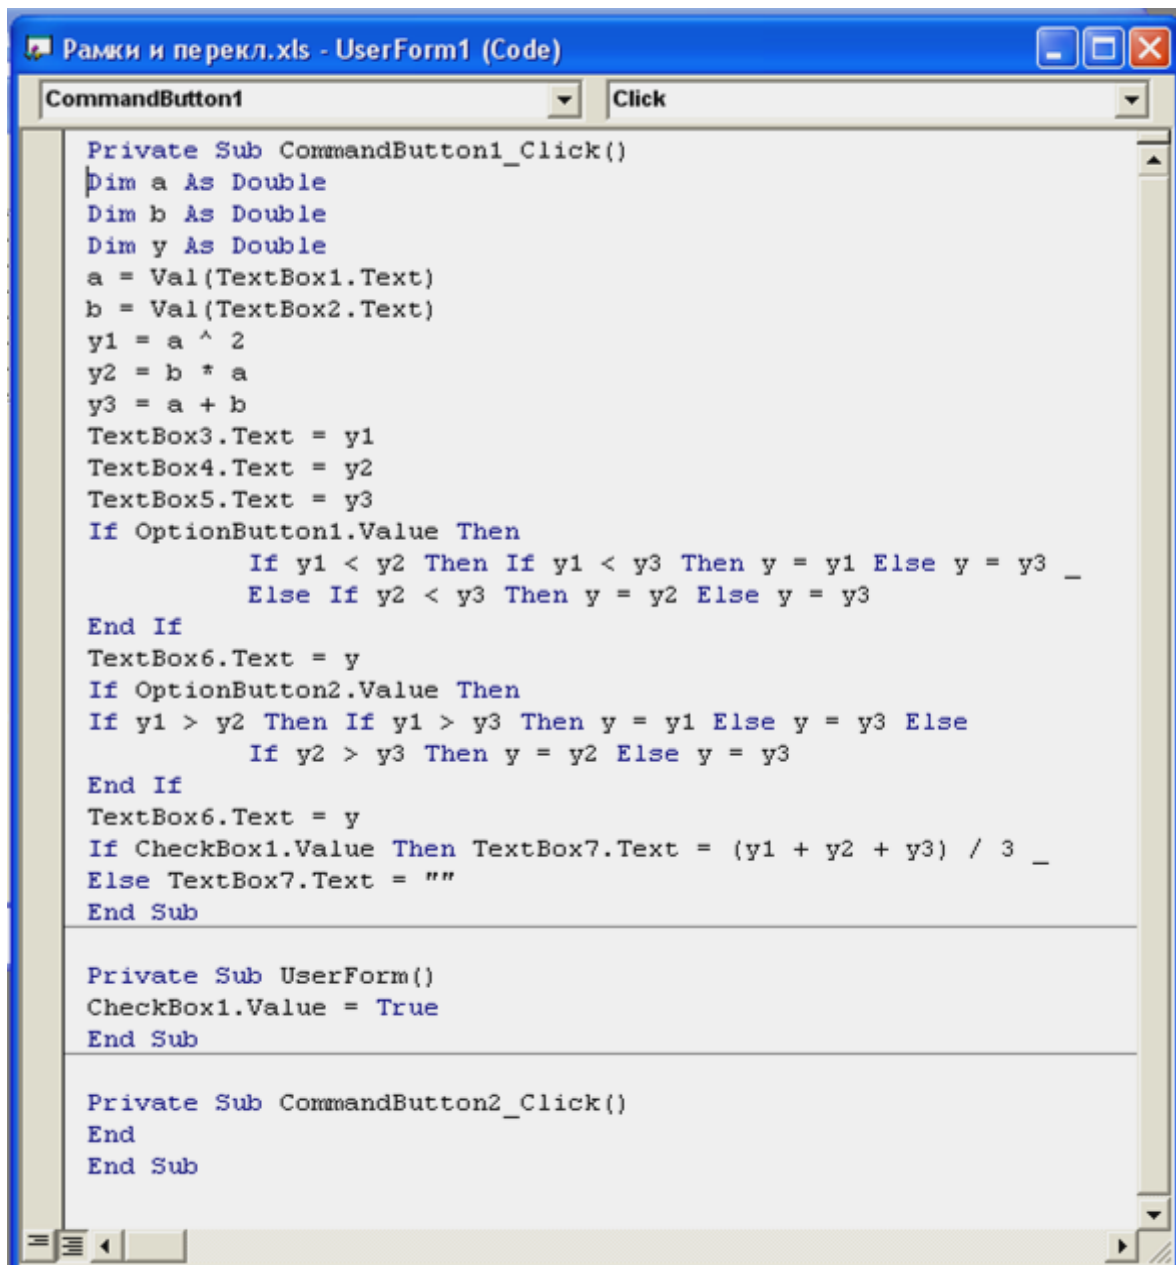 Рамки и перекл.xls - UserForm1 (Code)
CommandButton1 Click
Private Sub CommandButton1_Click()
Dim a As Double
Dim b As Double
Dim y As Double
a = Val(TextBox1.Text)
b = Val(TextBox2.Text)
y1 = a ^ 2
y2 = b * a
y3 = a + b
TextBox3.Text = y1
TextBox4.Text = y2
TextBox5.Text = y3
If OptionButton1.Value Then
If y1 < y2 Then If y1 < y3 Then y = y1 Else y = y3 _
Else If y2 < y3 Then y = y2 Else y = y3
End If
TextBox6.Text = y
If OptionButton2.Value Then
If y1 > y2 Then If y1 > y3 Then y = y1 Else y = y3 Else
If y2 > y3 Then y = y2 Else y = y3
End If
TextBox6.Text = y
If CheckBox1.Value Then TextBox7.Text = (y1 + y2 + y3) / 3 _
Else TextBox7.Text = ""
End Sub
Private Sub UserForm()
CheckBox1.Value = True
End Sub
Private Sub CommandButton2_Click()
End
End Sub